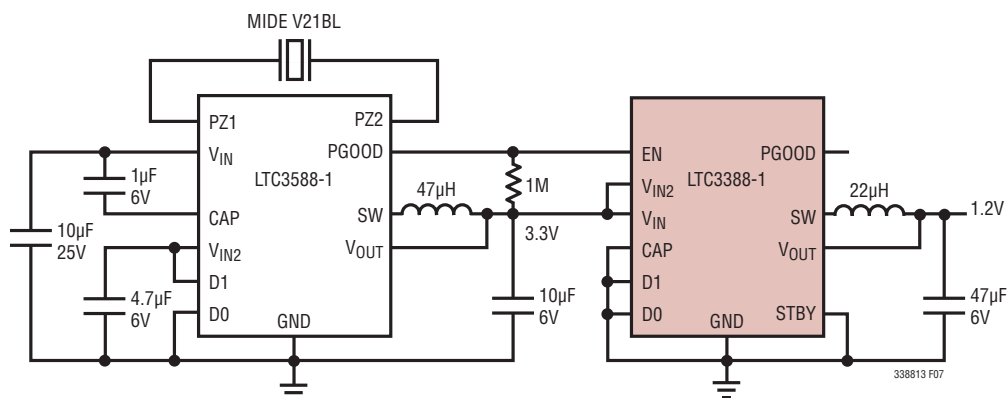 MIDE V21BL
PZ1
PZ2
VIN
PGOOD
LTC3588-1
1µF
6V
CAP
47µH
SW
1M
3.3V
10µF
25V
VIN2
VOUT
D1
4.7µF
6V
D0
GND
10µF
6V
EN
PGOOD
VIN2
LTC3388-1
22µH
VIN
SW
1.2V
CAP
VOUT
D1
D0
GND
STBY
47µF
6V
338813 F07